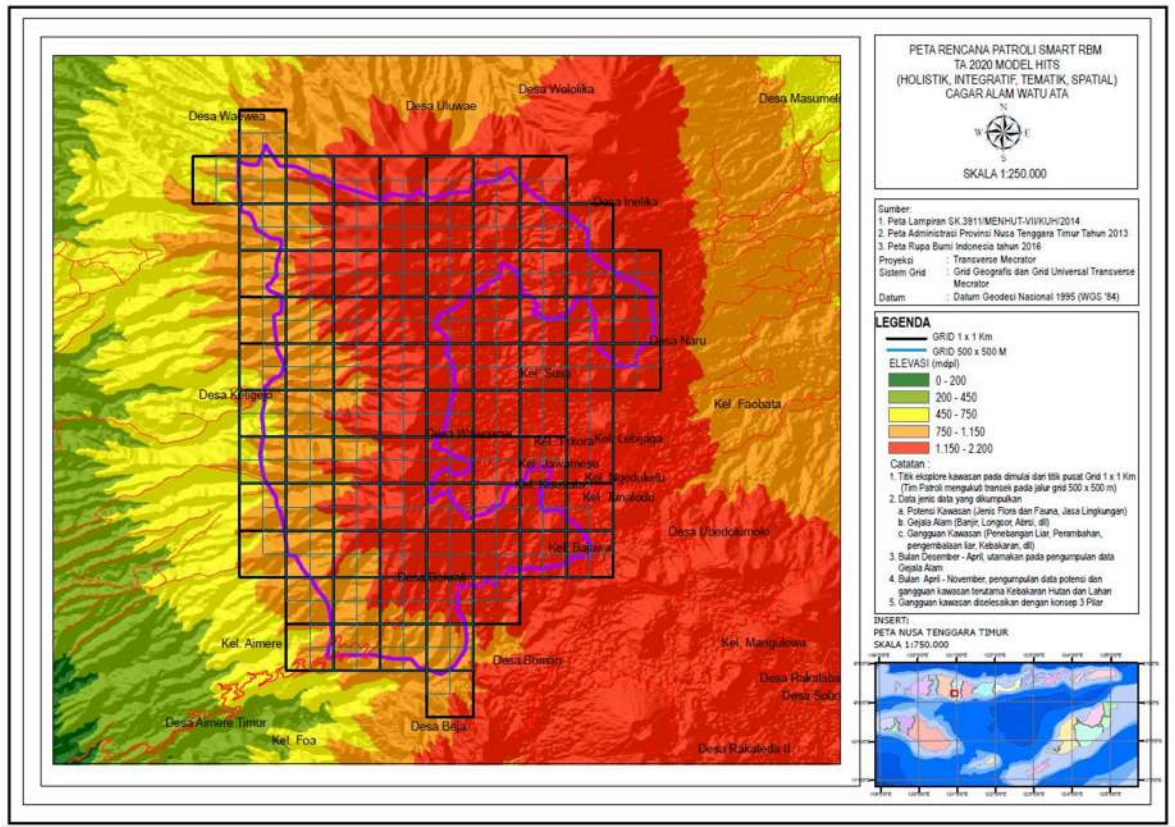 PETA RENCANA PATROLI SMART RBM
TA 2020 MODEL HITS
(HOLISTIK, INTEGRATIF, TEMATIK, SPATIAL)
CAGAR ALAM WATU ATA
N
W E
S
SKALA 1:250.000
Sumber:
1. Peta Lampiran SK.3911/MENHUT-VII/KUH/2014
2. Peta Administrasi Provinsi Nusa Tenggara Timur Tahun 2013
3. Peta Rupa Bumi Indonesia tahun 2016
Proyeksi : Transverse Mecrator
Sistem Grid : Grid Geografis dan Grid Universal Transverse
Mecrator
Datum : Datum Geodesi Nasional 1995 (WGS '84)
LEGENDA
GRID 1 x 1 Km
GRID 500 x 500 M
ELEVASI (mdpl)
0 - 200
200 - 450
450 - 750
750 - 1.150
1.150 - 2.200
Catatan :
1. Titik eksplore kawasan pada dimulai dari titik pusat Grid 1 x 1 Km
(Tim Patroli mengukuti transek pada jalur grid 500 x 500 m)
2. Data jenis data yang dikumpulkan
a. Potensi Kawasan (Jenis Flora dan Fauna, Jasa Lingkungan)
b. Gejala Alam (Banjir, Longsor, Abrsi, dll)
c. Gangguan Kawasan (Penebangan Liar, Perambahan,
pengembalaan liar, Kebakaran, dll)
3. Bulan Desember - April, utamakan pada pengumpulan data
Gejala Alam
4. Bulan April - November, pengumpulan data potensi dan
gangguan kawasan terutama Kebakaran Hutan dan Lahan
5. Gangguan kawasan diselesaikan dengan konsep 3 Pilar
INSERT:
PETA NUSA TENGGARA TIMUR
SKALA 1:750.000
Desa Wololika
Desa Uluwae
Desa Masumeli
Desa Waewea
Desa Inelika
Desa Naru
Kel. Susu
Desa Keligejo
Kel. Faobata
Kel. Trikora
Kel. Lebijaga
Kel. Jawameze
Kel. Ngedukelu
Kel. Tanalodu
Desa Ubedolumolo
Kel. Bajawa
Kel. Aimere
Kel. Mangulewa
Desa Aimere Timur
Kel. Foa
Desa Beja
Desa Rakateda II